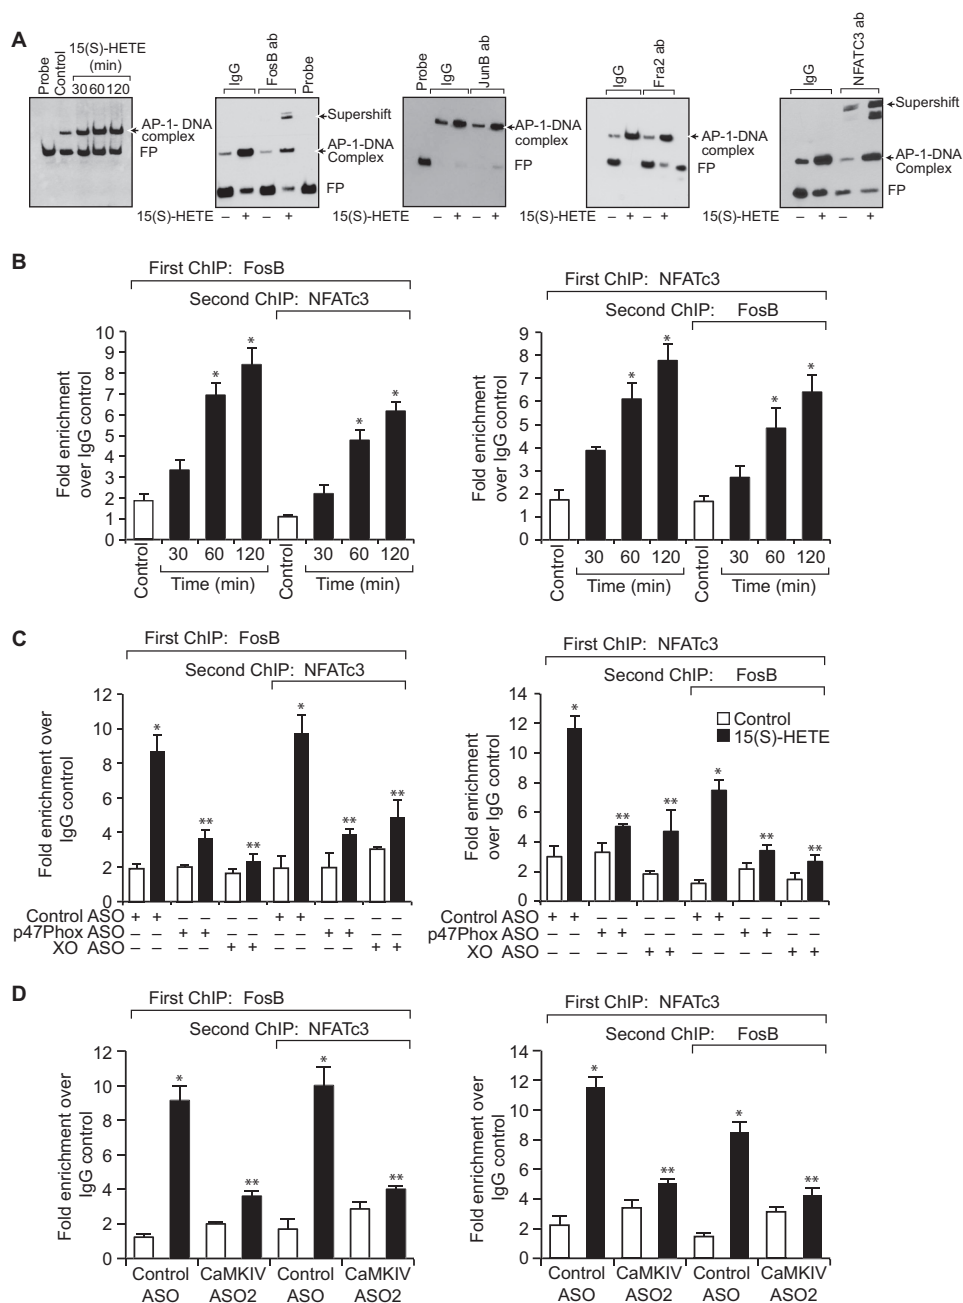 A
15(S)-HETE
(min)
Probe
Control
30 60 120
AP-1- DNA
complex
FP
IgG
FosB ab
Probe
Supershift
AP-1-DNA
Complex
FP
15(S)-HETE – + – +
Probe
IgG
JunB ab
AP-1-DNA
complex
FP
15(S)-HETE – + – +
IgG
Fra2 ab
AP-1-DNA
complex
FP
15(S)-HETE – + – +
IgG
NFATC3 ab
Supershift
AP-1-DNA
Complex
FP
15(S)-HETE – + – +
B
First ChIP: FosB
Second ChIP: NFATc3
Fold enrichment
over IgG control
10
9
8
7
6
5
4
3
2
1
0
* * * *
Control 30 60 120 Control 30 60 120
Time (min) Time (min)
First ChIP: NFATc3
Second ChIP: FosB
Fold enrichment
over IgG control
9
8
7
6
5
4
3
2
1
0
* * * *
Control 30 60 120 Control 30 60 120
Time (min) Time (min)
C
First ChIP: FosB
Second ChIP: NFATc3
Fold enrichment over
IgG control
12
10
8
6
4
2
0
* ** ** * ** **
Control ASO + + – – – – + + – – – –
p47Phox ASO – – + + – – – – + + – –
XO ASO – – – – + + – – – – + +
First ChIP: NFATc3
Second ChIP: FosB
Control
15(S)-HETE
Fold enrichment
over IgG control
14
12
10
8
6
4
2
0
* ** ** * ** **
Control ASO + + – – – – + + – – – –
p47Phox ASO – – + + – – – – + + – –
XO ASO – – – – + + – – – – + +
D
First ChIP: FosB
Second ChIP: NFATc3
Fold enrichment over
IgG control
12
10
8
6
4
2
0
* ** * **
Control CaMKIV Control CaMKIV
ASO ASO2 ASO ASO2
First ChIP: NFATc3
Second ChIP: FosB
Fold enrichment over
IgG control
14
12
10
8
6
4
2
0
* ** * **
Control CaMKIV Control CaMKIV
ASO ASO2 ASO ASO2